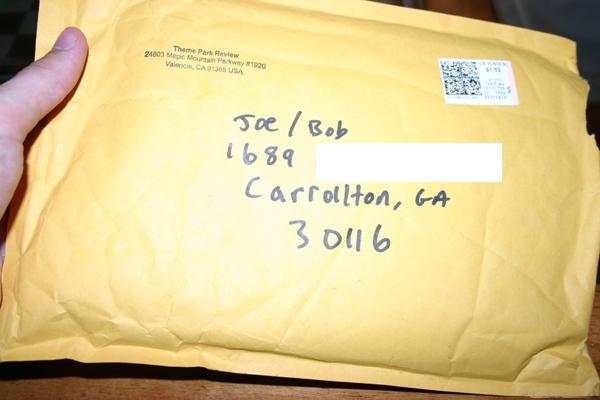 Theme Park Review
24803 Magic Mountain Parkway #1920
Valencia, CA 91355 USA
Joe / Bob
1689
Carrollton, GA
30116